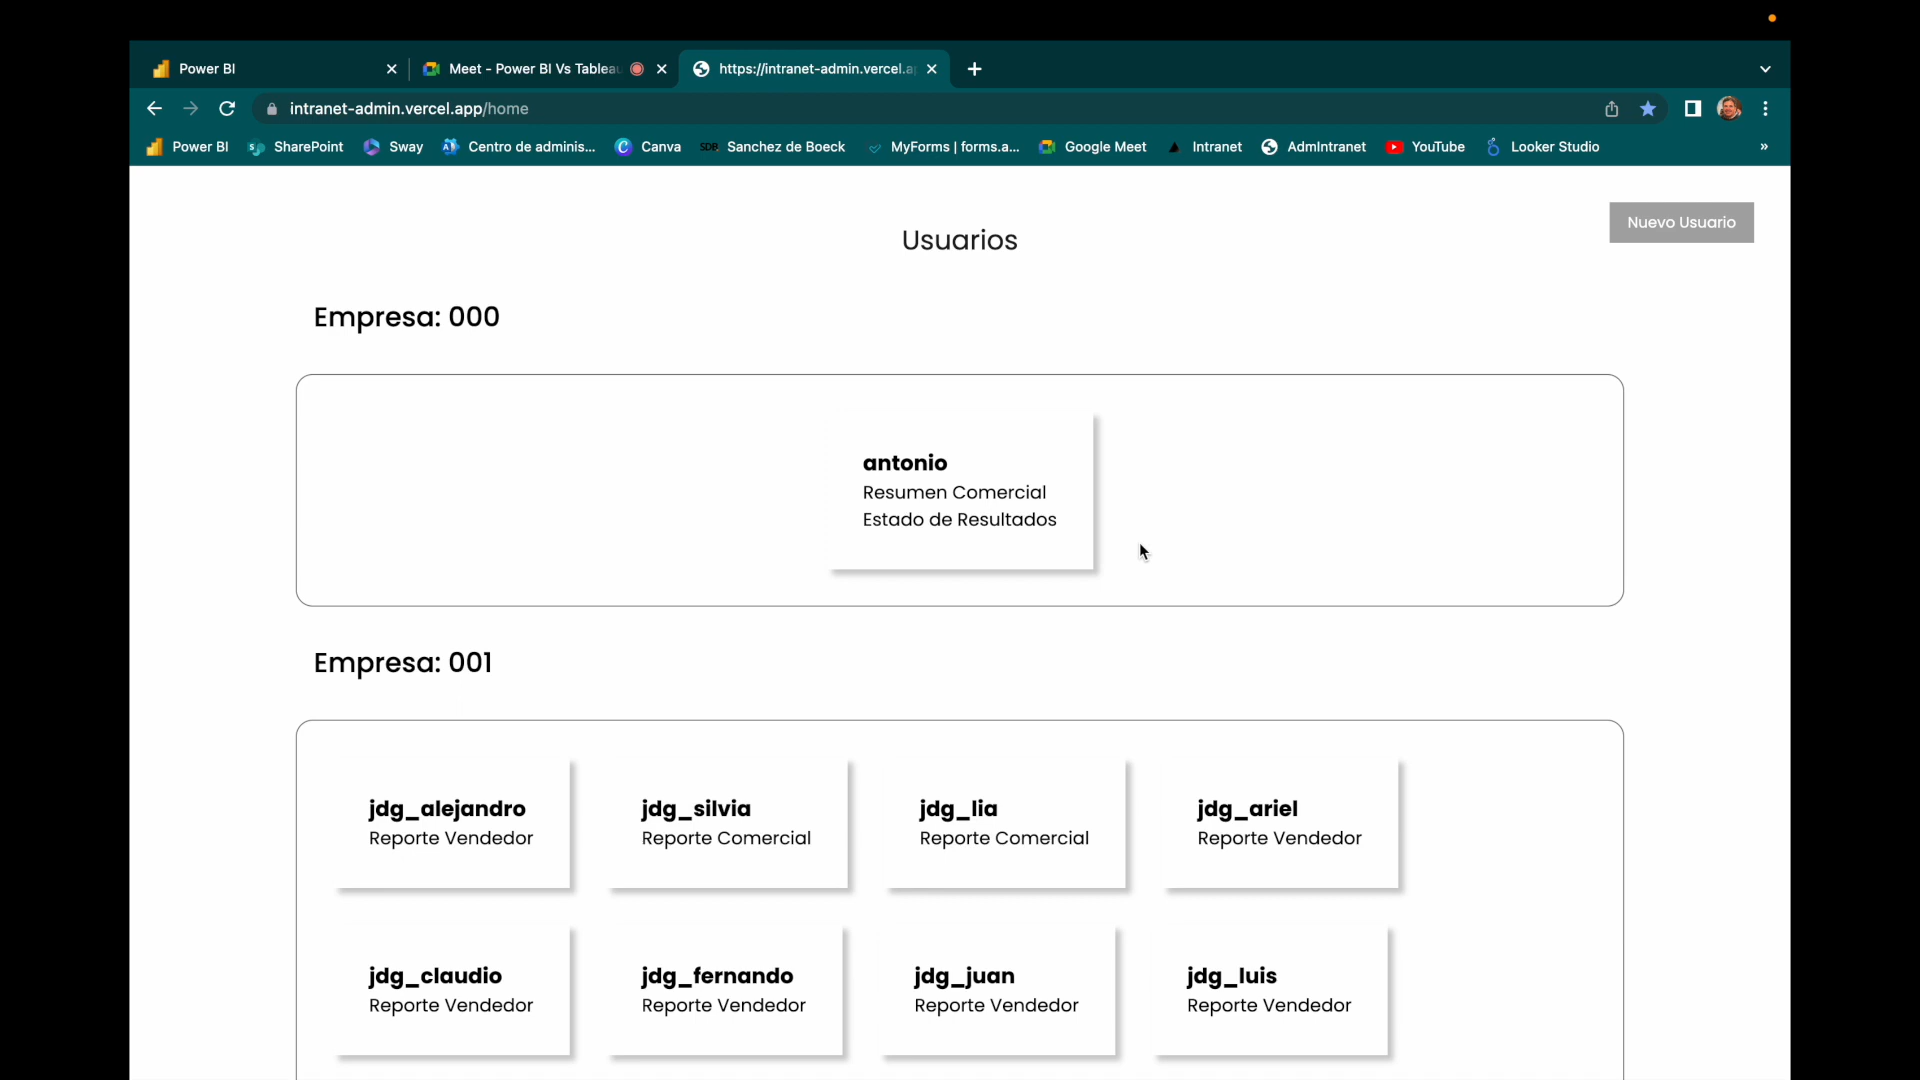 Power BI
Meet - Power BI Vs Tableau
https://intranet-admin.vercel.a
intranet-admin.vercel.app/home
Power BI
SharePoint
Sway
Centro de adminis...
Canva
SDB
Sanchez de Boeck
MyForms | forms.a...
Google Meet
Intranet
AdmIntranet
YouTube
Looker Studio
»
Nuevo Usuario
Usuarios
Empresa: 000
antonio
Resumen Comercial
Estado de Resultados
Empresa: 001
jdg_alejandro
Reporte Vendedor
jdg_silvia
Reporte Comercial
jdg_lia
Reporte Comercial
jdg_ariel
Reporte Vendedor
jdg_claudio
Reporte Vendedor
jdg_fernando
Reporte Vendedor
jdg_juan
Reporte Vendedor
jdg_luis
Reporte Vendedor